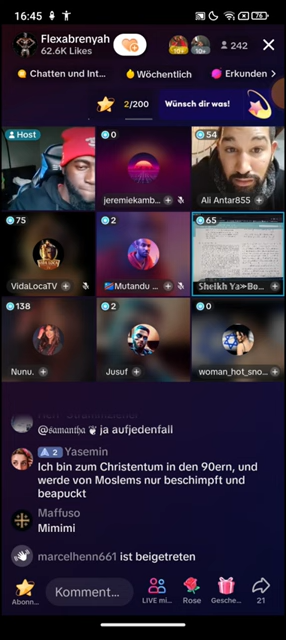 16:45
76
Flexabrenyah
62.6K Likes
10+
10+
242
Chatten und Int...
Wöchentlich
Erkunden
2/200
Wünsch dir was!
Host
0
jeremiekamb...
54
Ali Antar855
75
VidaLocaTV
2
Mutandu ...
65
Sheikh Ya≫Bo...
138
Nunu.
2
Jusuf
0
woman_hot_sno...
@𝔰𝔞𝔪𝔞𝔫𝔱𝔥𝔞 ❦ ja aufjedenfall
2 Yasemin
Ich bin zum Christentum in den 90ern, und
werde von Moslems nur beschimpft und
beapuckt
Maffuso
Mimimi
marcelhenn661 ist beigetreten
Komment...
Abonn...
LIVE mi...
Rose
Gesche...
21